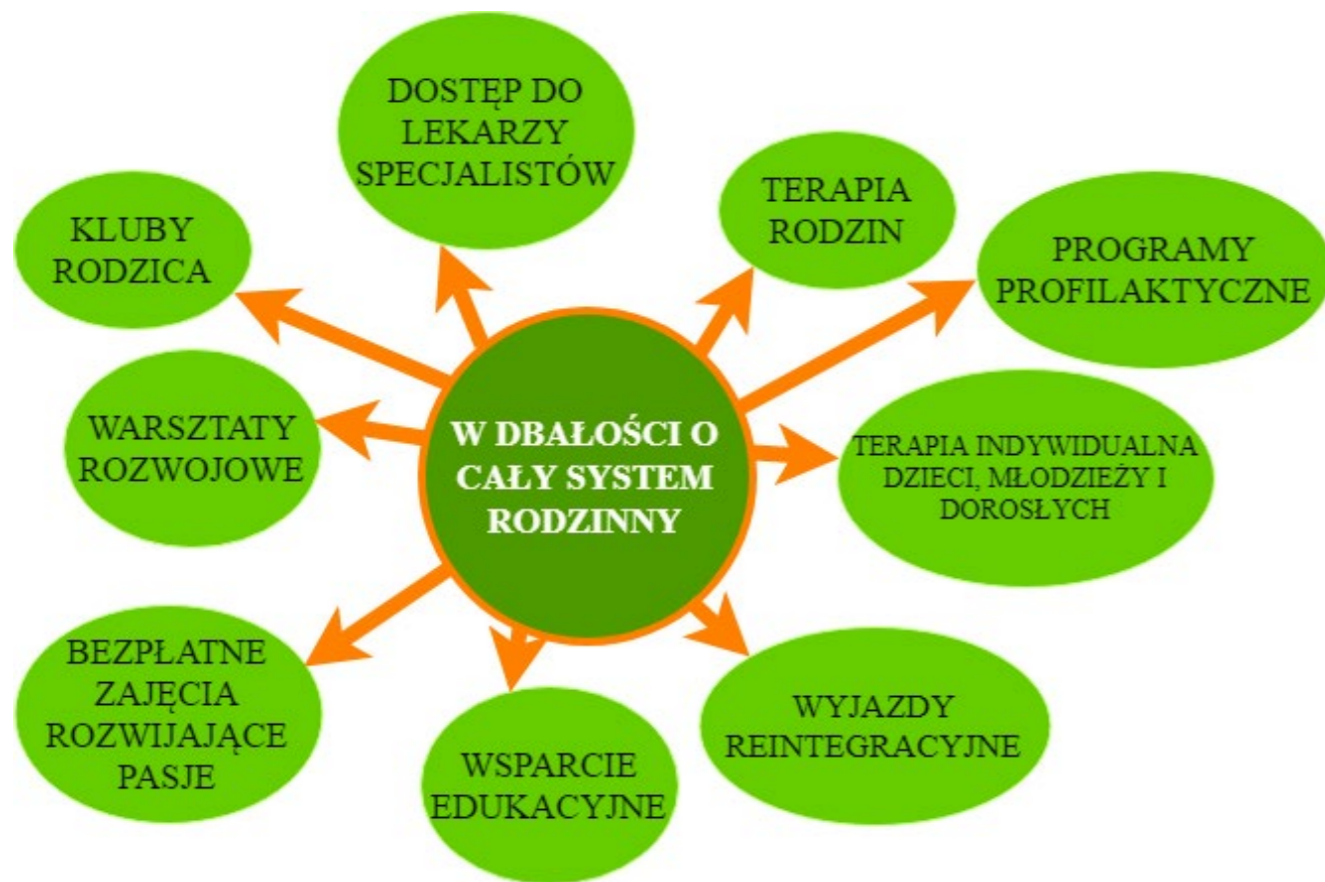 DOSTĘP DO
LEKARZY
SPECJALISTÓW
TERAPIA
RODZIN
KLUBY
RODZICA
PROGRAMY
PROFILAKTYCZNE
WARSZTATY
ROZWOJOWE
W DBAŁOŚCI O
CAŁY SYSTEM
RODZINNY
TERAPIA INDYWIDUALNA
DZIECI, MŁODZIEŻY I
DOROSŁYCH
BEZPŁATNE
ZAJĘCIA
ROZWIJAJĄCE
PASJE
WSPARCIE
EDUKACYJNE
WYJAZDY
REINTEGRACYJNE